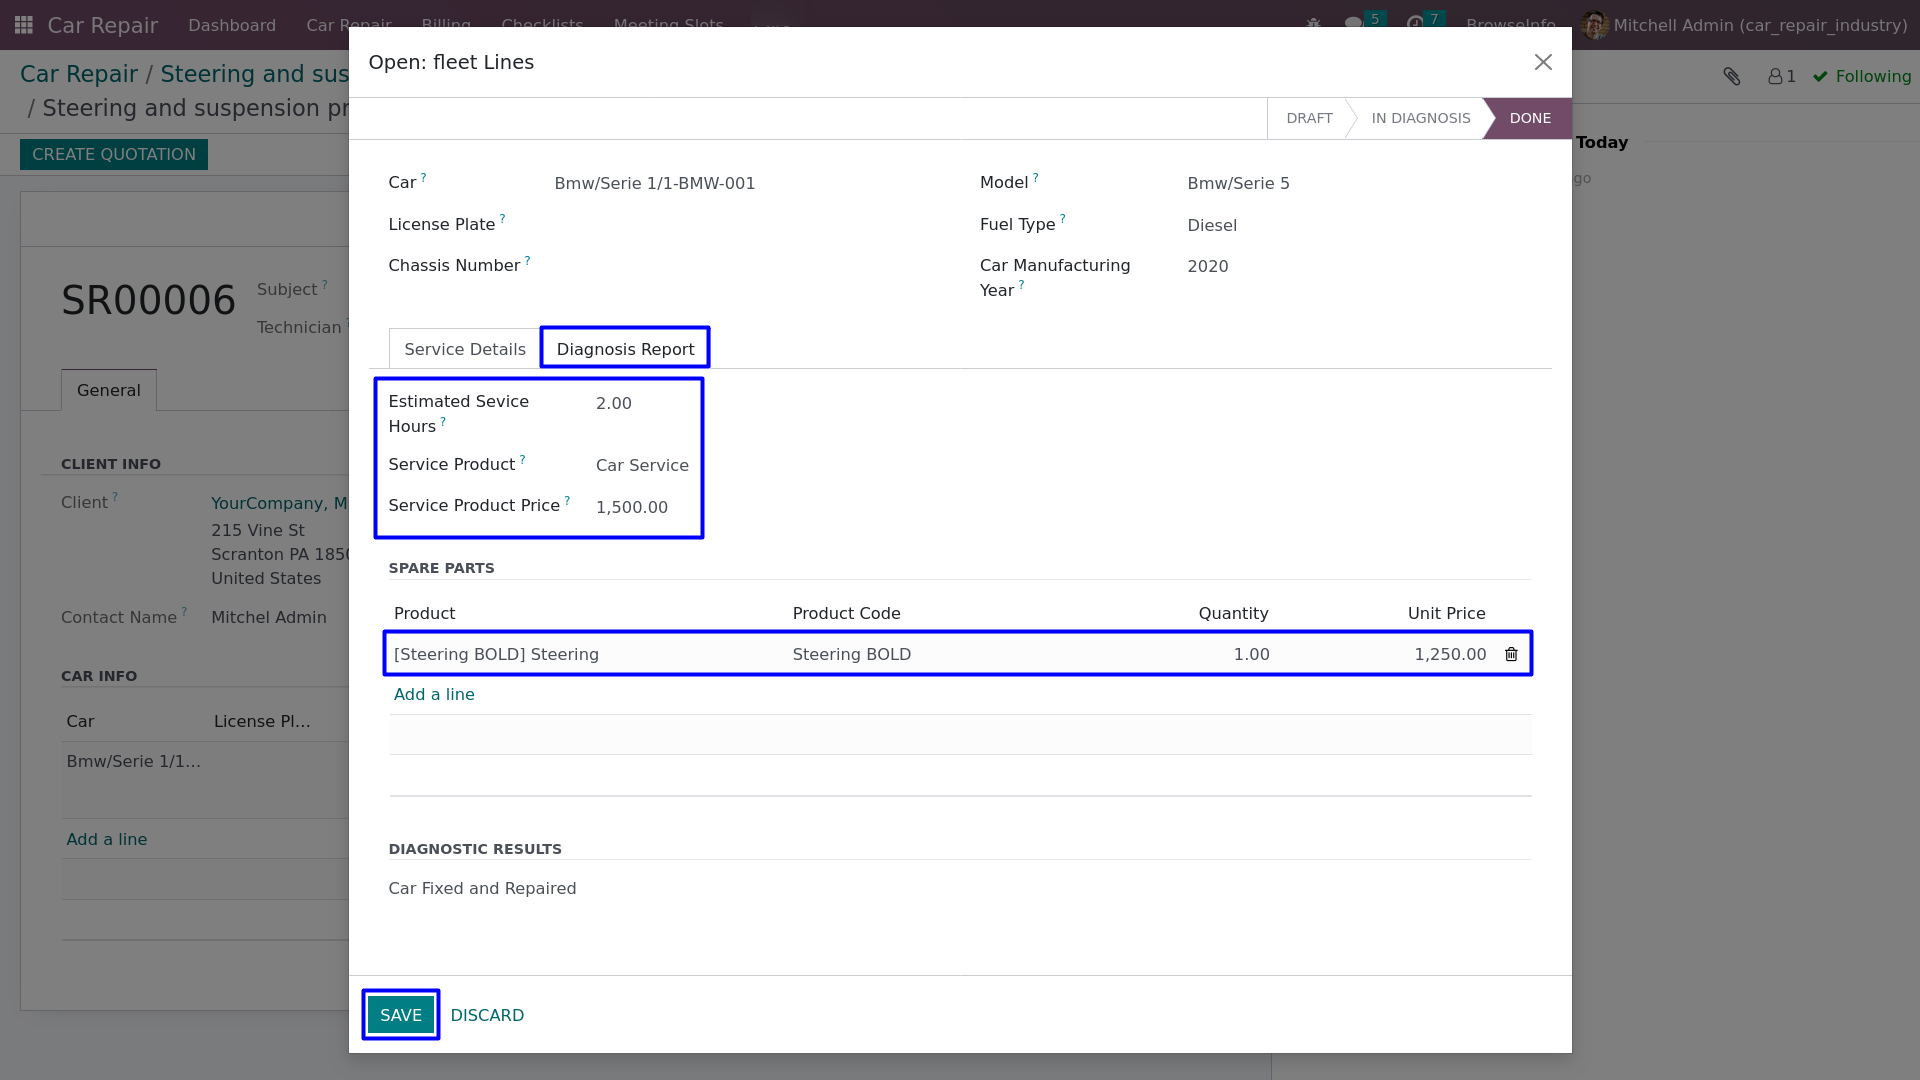 Car Repair Dashboard Car Repair Billing Checklists Meeting Slots 5 7 BrowseInfo Mitchell Admin (car_repair_industry)
Car Repair / Steering and sus
/ Steering and suspension pr
1 Following
CREATE QUOTATION
Today
go
SR00006
Subject ?
Technician ?
General
CLIENT INFO
Client ? YourCompany, M
215 Vine St
Scranton PA 1850
United States
Contact Name ? Mitchel Admin
CAR INFO
Car License Pl...
Bmw/Serie 1/1...
Add a line
Open: fleet Lines
DRAFT IN DIAGNOSIS DONE
Car ? Bmw/Serie 1/1-BMW-001 Model ? Bmw/Serie 5
License Plate ? Fuel Type ? Diesel
Chassis Number ? Car Manufacturing 2020
Year ?
Service Details Diagnosis Report
Estimated Sevice 2.00
Hours ?
Service Product ? Car Service
Service Product Price ? 1,500.00
SPARE PARTS
Product Product Code Quantity Unit Price
[Steering BOLD] Steering Steering BOLD 1.00 1,250.00
Add a line
DIAGNOSTIC RESULTS
Car Fixed and Repaired
SAVE DISCARD